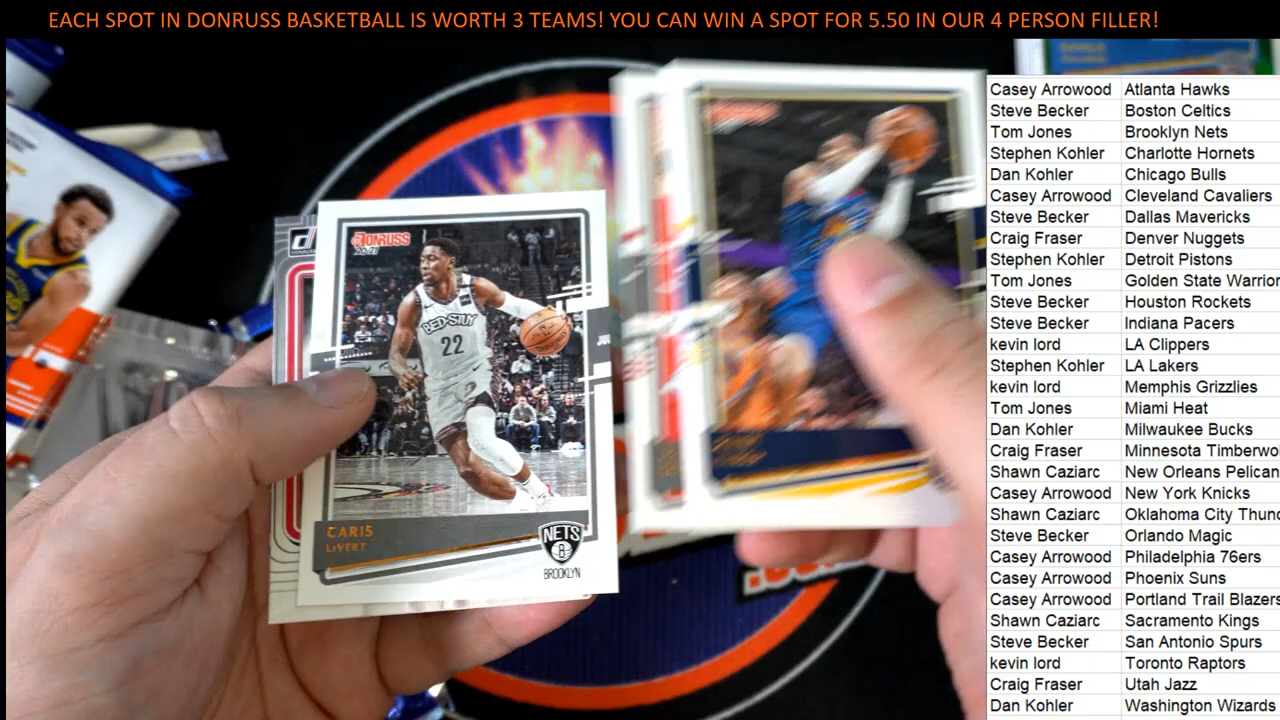 EACH SPOT IN DONRUSS BASKETBALL IS WORTH 3 TEAMS! YOU CAN WIN A SPOT FOR 5.50 IN OUR 4 PERSON FILLER!
Casey Arrowood Atlanta Hawks
Steve Becker Boston Celtics
Tom Jones Brooklyn Nets
Stephen Kohler Charlotte Hornets
Dan Kohler Chicago Bulls
Casey Arrowood Cleveland Cavaliers
Steve Becker Dallas Mavericks
Craig Fraser Denver Nuggets
Stephen Kohler Detroit Pistons
Tom Jones Golden State Warrior
Steve Becker Houston Rockets
Steve Becker Indiana Pacers
kevin lord LA Clippers
Stephen Kohler LA Lakers
kevin lord Memphis Grizzlies
Tom Jones Miami Heat
Dan Kohler Milwaukee Bucks
Craig Fraser Minnesota Timberwo
Shawn Caziarc New Orleans Pelican
Casey Arrowood New York Knicks
Shawn Caziarc Oklahoma City Thun
Steve Becker Orlando Magic
Casey Arrowood Philadelphia 76ers
Casey Arrowood Phoenix Suns
Casey Arrowood Portland Trail Blazers
Shawn Caziarc Sacramento Kings
Steve Becker San Antonio Spurs
kevin lord Toronto Raptors
Craig Fraser Utah Jazz
Dan Kohler Washington Wizards
DONRUSS
20-21
BED-STUY
22
CARIS
LeVERT
NETS
B
BROOKLYN